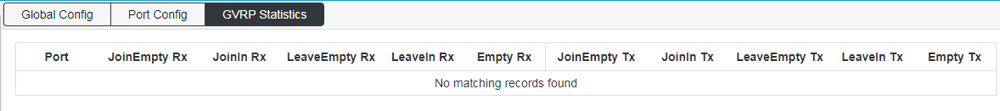 Global Config Port Config GVRP Statistics
Port JoinEmpty Rx JoinIn Rx LeaveEmpty Rx LeaveIn Rx Empty Rx JoinEmpty Tx JoinIn Tx LeaveEmpty Tx LeaveIn Tx Empty Tx
No matching records found